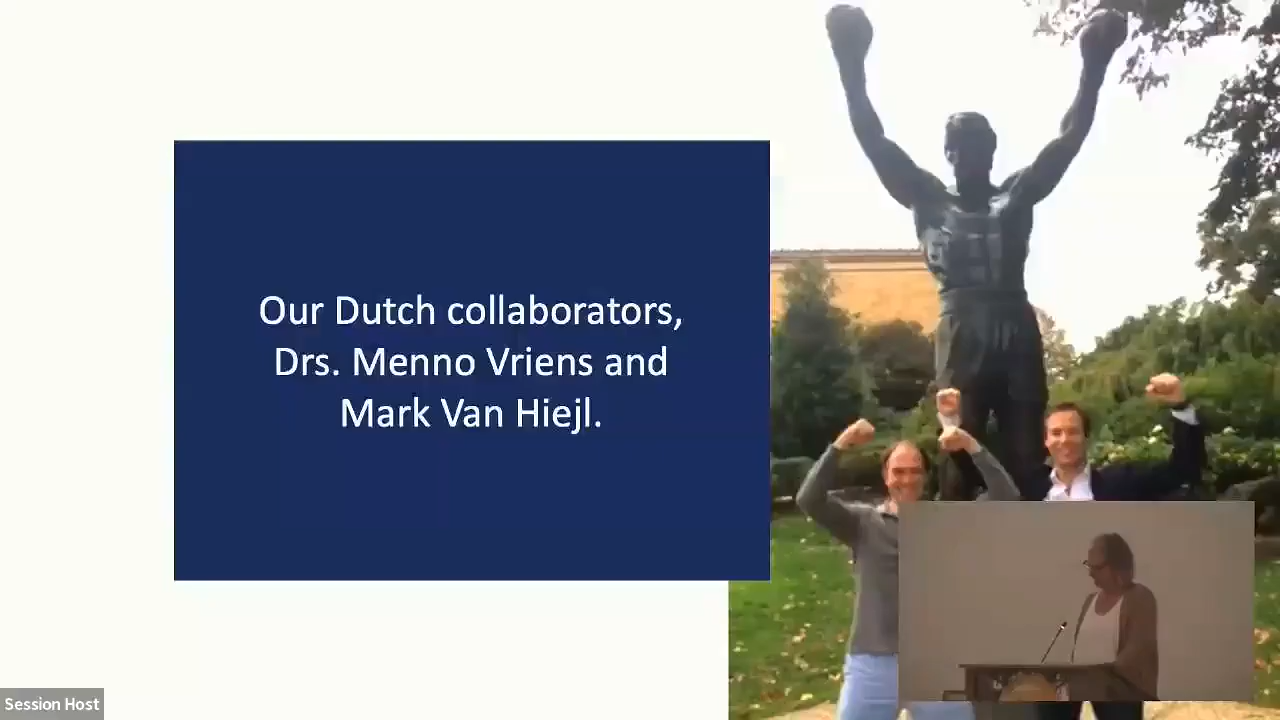 Our Dutch collaborators,
Drs. Menno Vriens and
Mark Van Hiejl.
Session Host